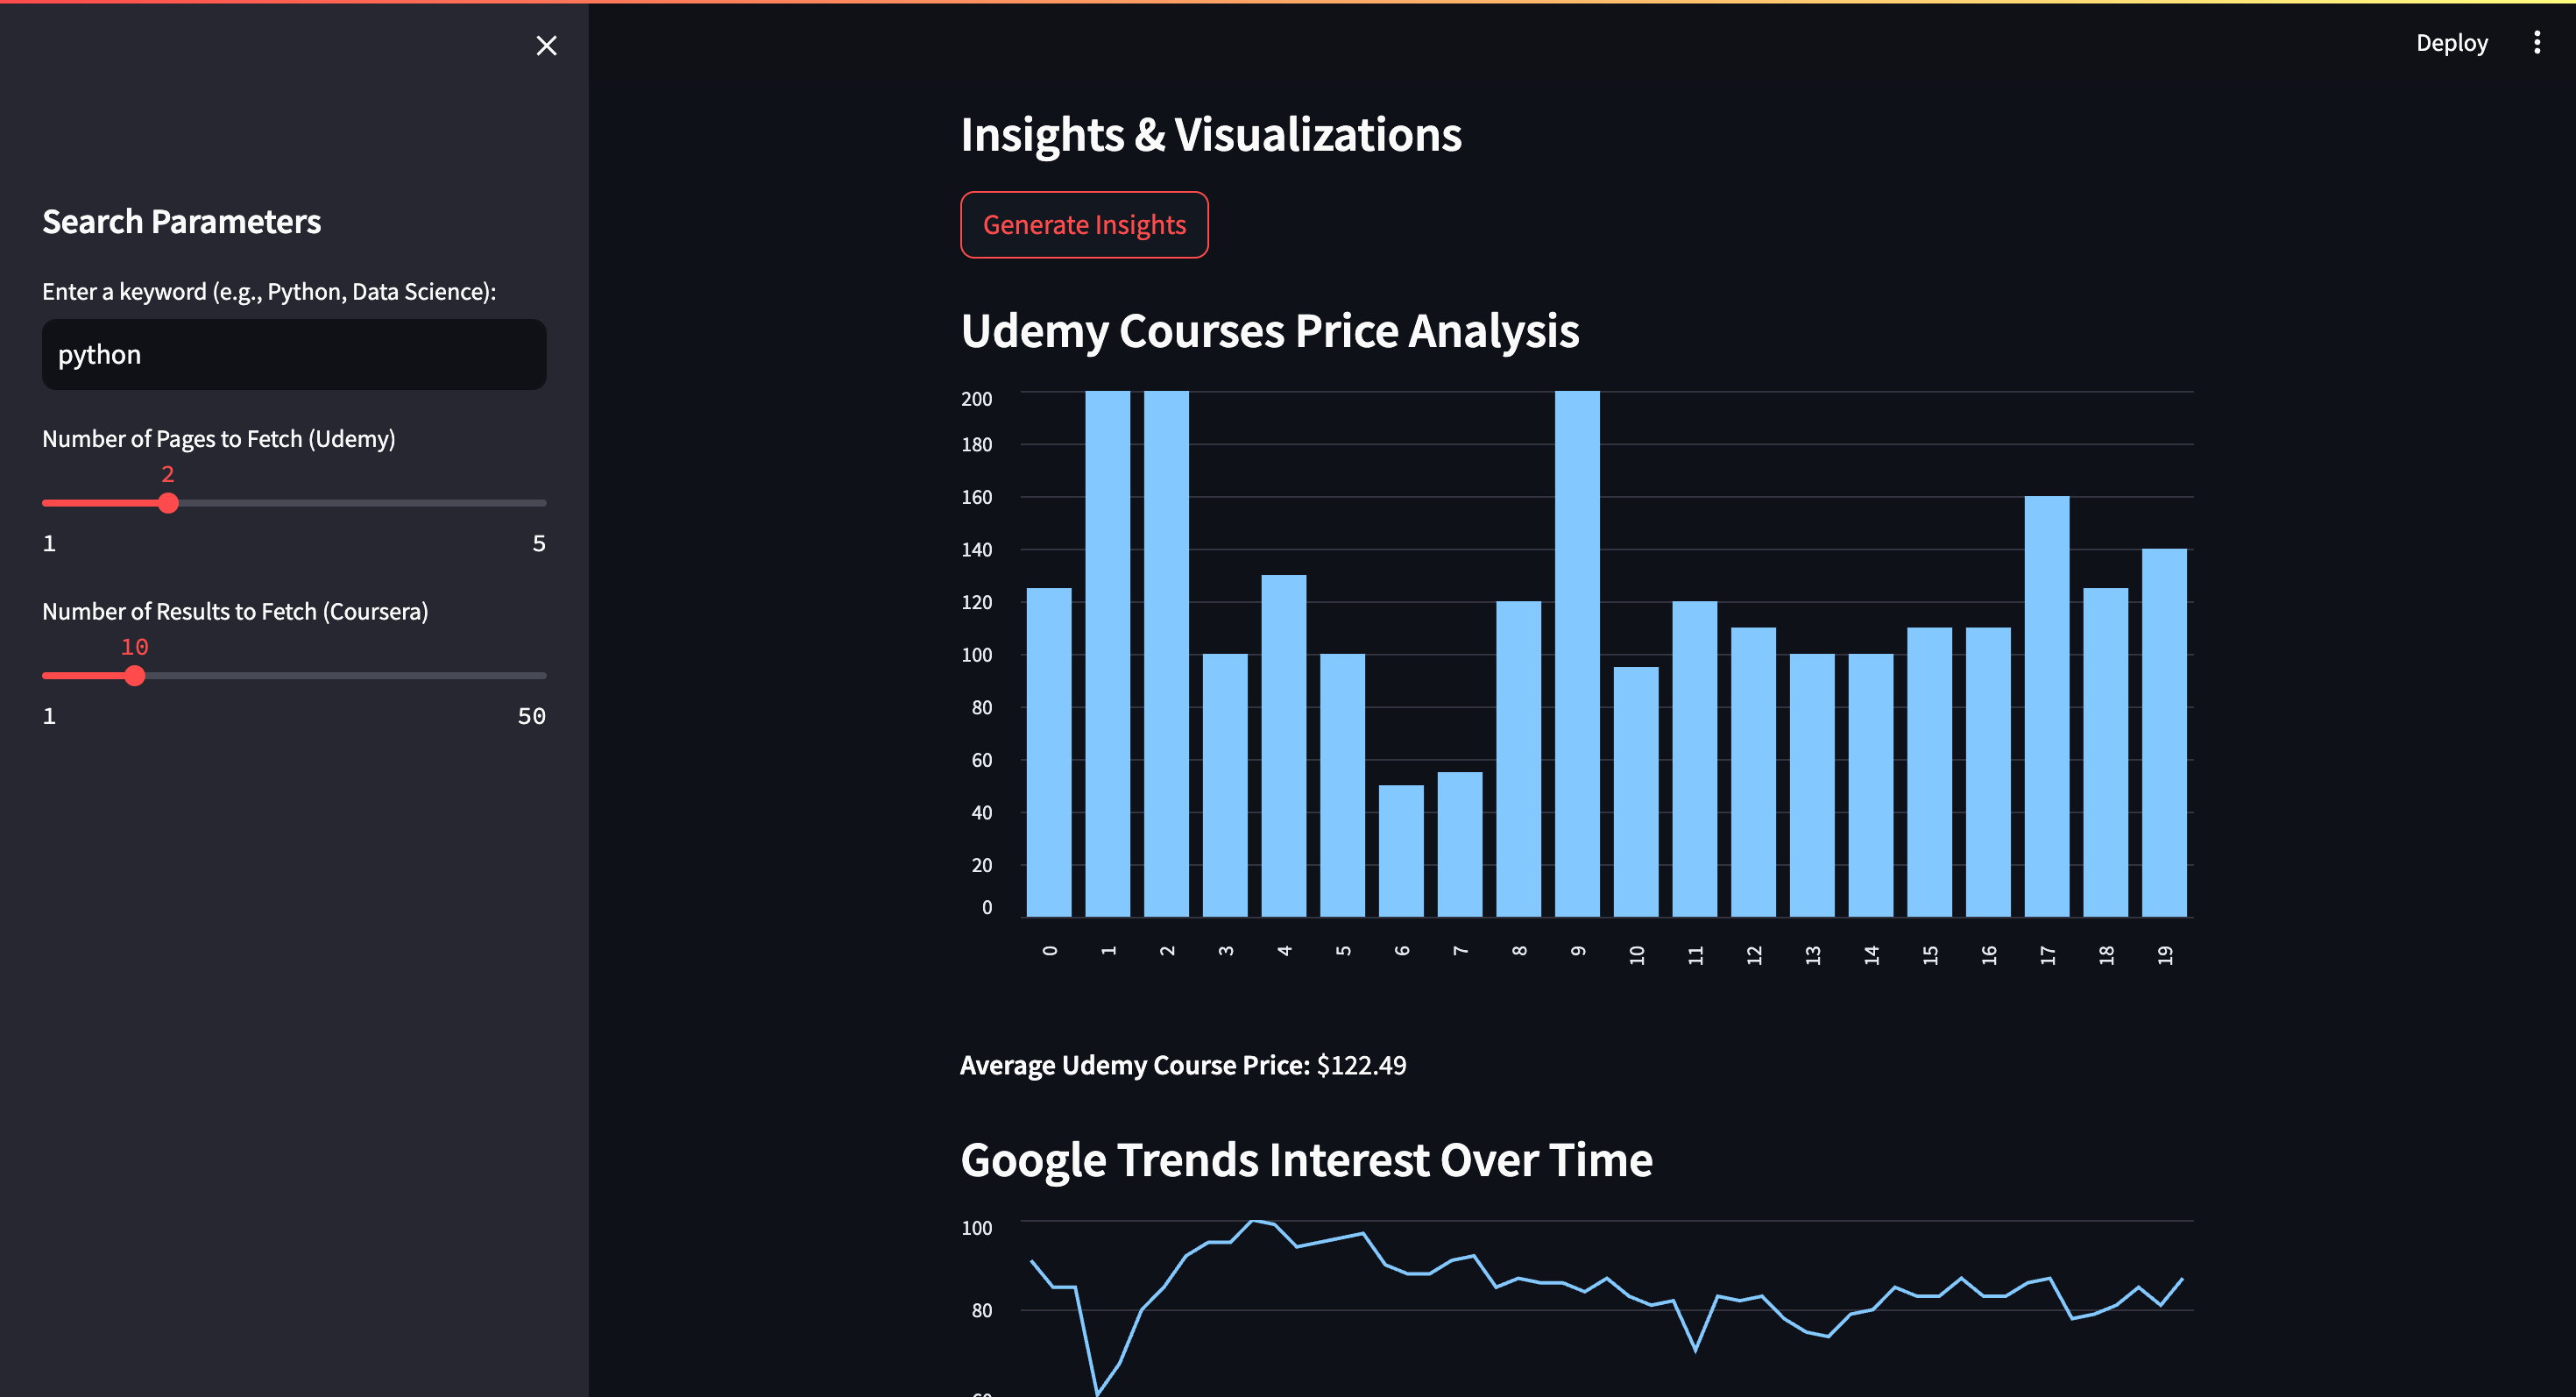 Deploy
Search Parameters
Enter a keyword (e.g., Python, Data Science):
python
Number of Pages to Fetch (Udemy)
2
1 5
Number of Results to Fetch (Coursera)
10
1 50
Insights & Visualizations
Generate Insights
Udemy Courses Price Analysis
200
180
160
140
120
100
80
60
40
20
0
0 1 2 3 4 5 6 7 8 9 10 11 12 13 14 15 16 17 18 19
Average Udemy Course Price: $122.49
Google Trends Interest Over Time
100
80